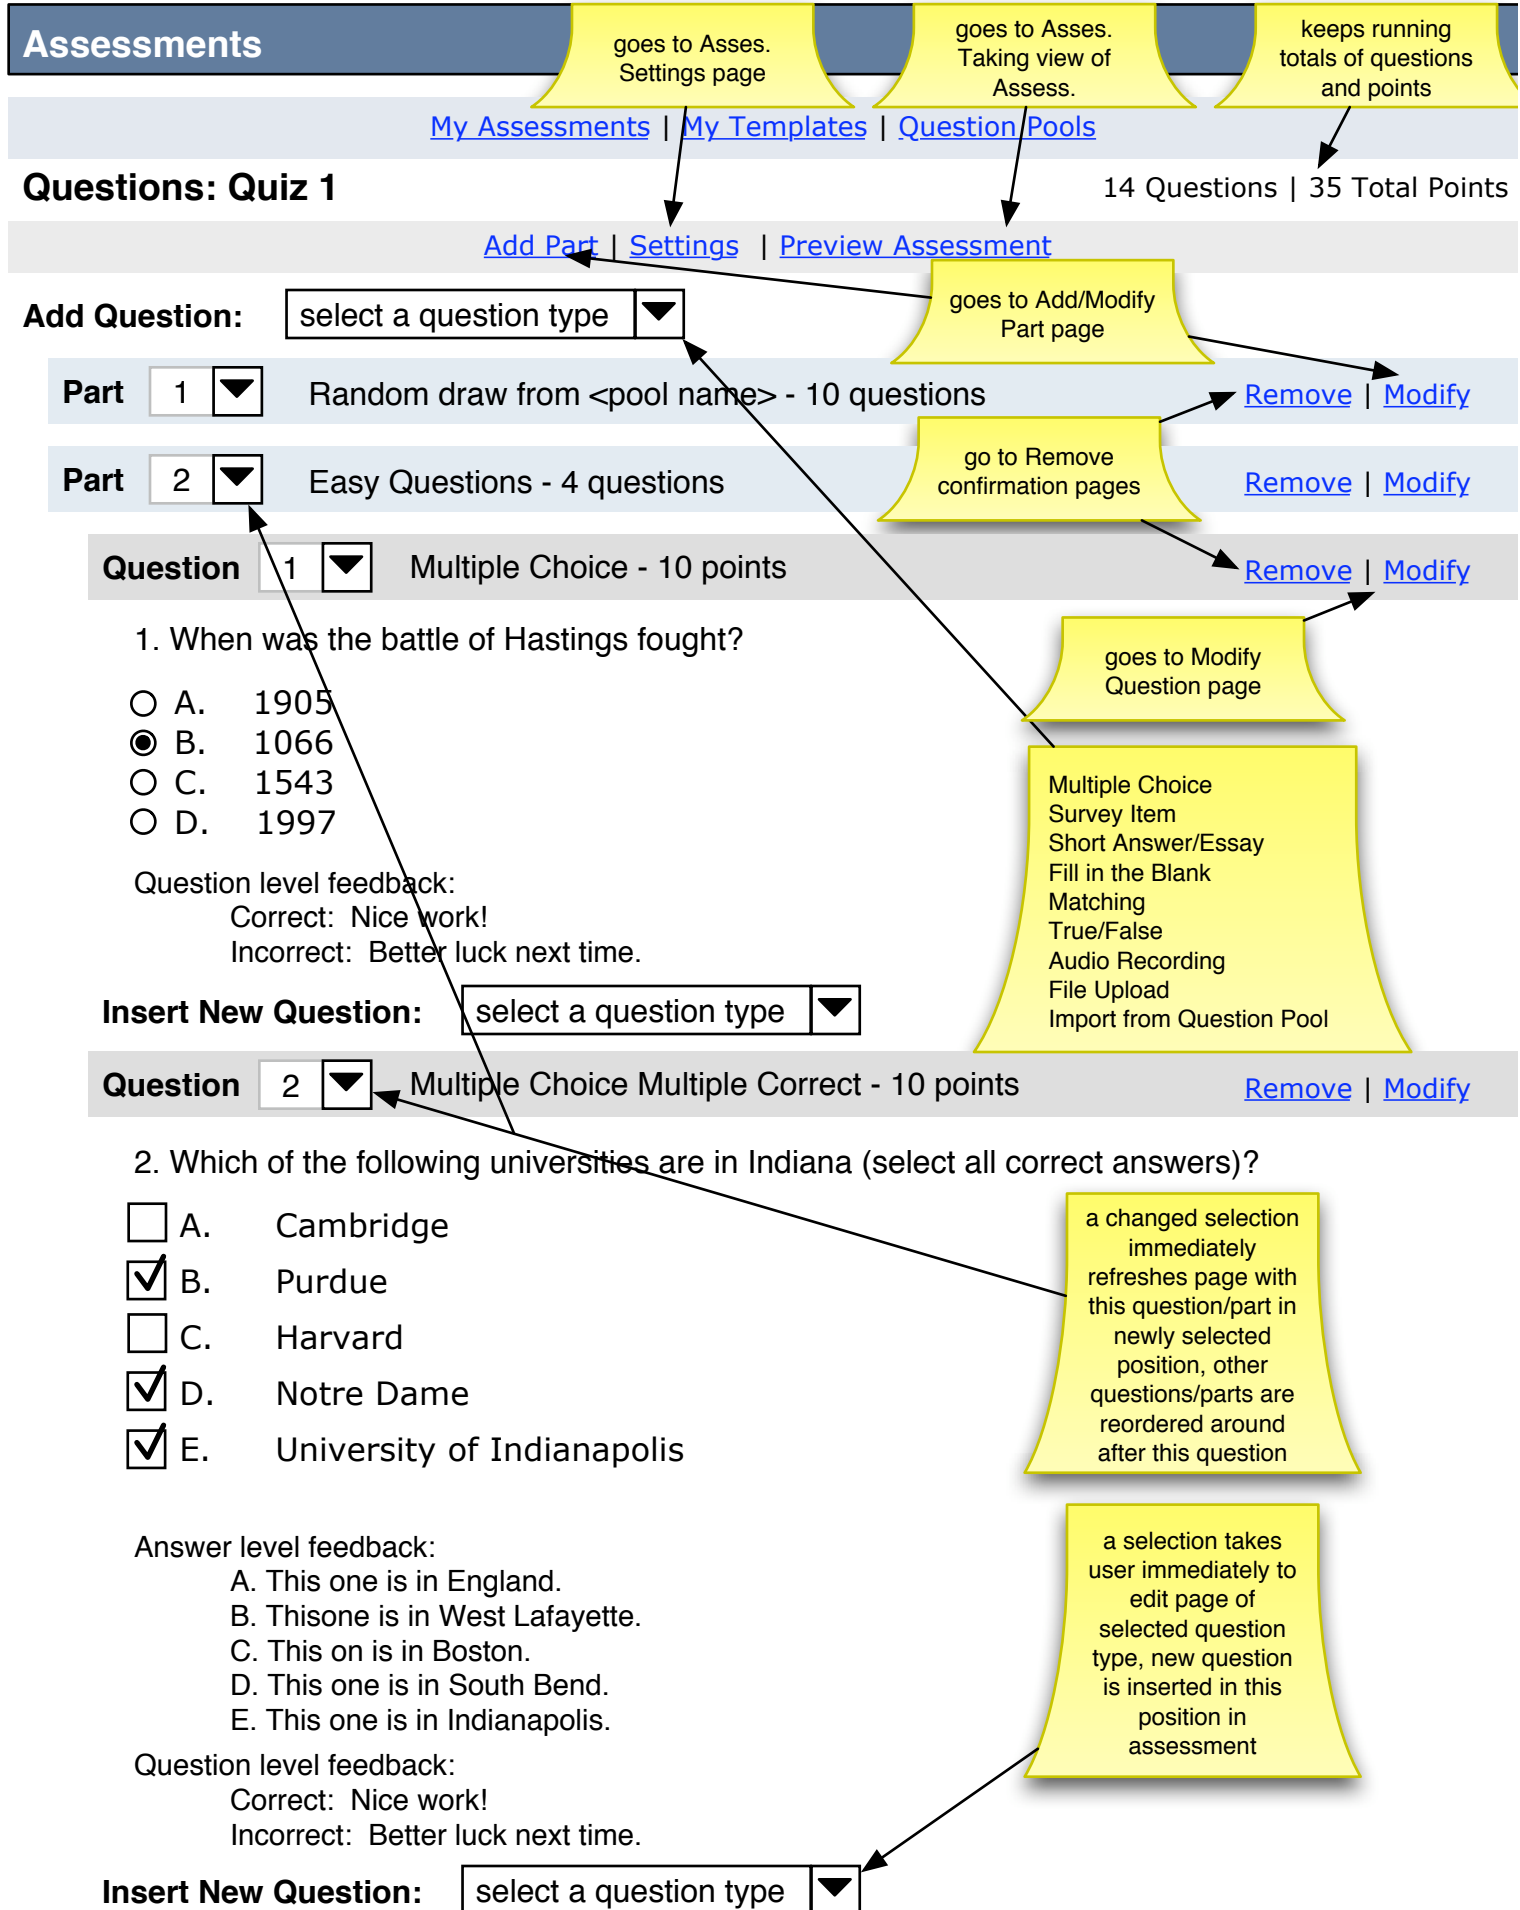 Assessments
goes to Asses.
Settings page
goes to Asses.
Taking view of
Assess.
keeps running
totals of questions
and points
My Assessments | My Templates | Question Pools
Questions: Quiz 1
14 Questions | 35 Total Points
Add Part | Settings | Preview Assessment
goes to Add/Modify
Part page
Add Question: select a question type
Part 1 Random draw from <pool name> - 10 questions Remove | Modify
go to Remove
confirmation pages
Part 2 Easy Questions - 4 questions Remove | Modify
Question 1 Multiple Choice - 10 points Remove | Modify
1. When was the battle of Hastings fought?
goes to Modify
Question page
A. 1905
B. 1066
C. 1543
D. 1997
Multiple Choice
Survey Item
Short Answer/Essay
Fill in the Blank
Matching
True/False
Audio Recording
File Upload
Import from Question Pool
Question level feedback:
Correct: Nice work!
Incorrect: Better luck next time.
Insert New Question: select a question type
Question 2 Multiple Choice Multiple Correct - 10 points Remove | Modify
2. Which of the following universities are in Indiana (select all correct answers)?
A. Cambridge
B. Purdue
C. Harvard
D. Notre Dame
E. University of Indianapolis
a changed selection
immediately
refreshes page with
this question/part in
newly selected
position, other
questions/parts are
reordered around
after this question
Answer level feedback:
A. This one is in England.
B. Thisone is in West Lafayette.
C. This on is in Boston.
D. This one is in South Bend.
E. This one is in Indianapolis.
a selection takes
user immediately to
edit page of
selected question
type, new question
is inserted in this
position in
assessment
Question level feedback:
Correct: Nice work!
Incorrect: Better luck next time.
Insert New Question: select a question type